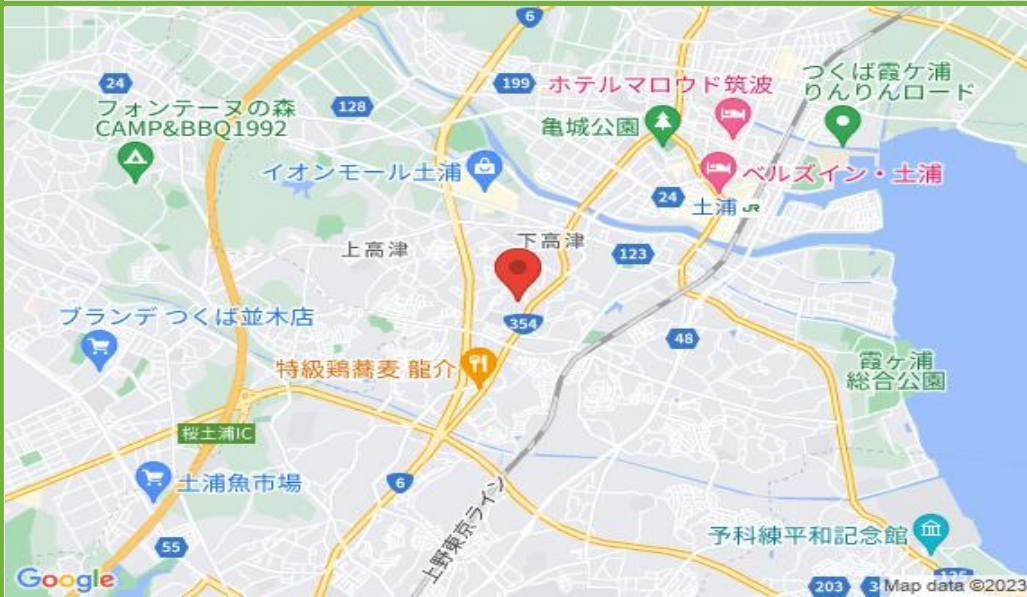 6
24
199
つくば霞ケ浦
りんりんロード
ホテルマロウド筑波
フォンテーヌの森
CAMP&BBQ1992
128
亀城公園
イオンモール土浦
ベルズイン・土浦
24
土浦 JR
上高津
下高津
123
ブランデ つくば並木店
354
48
特級鶏蕎麦 龍介
霞ヶ浦
総合公園
桜土浦IC
土浦魚市場
6
上野東京ライン
予科練平和記念館
55
125
Google
203
Map data ©2023